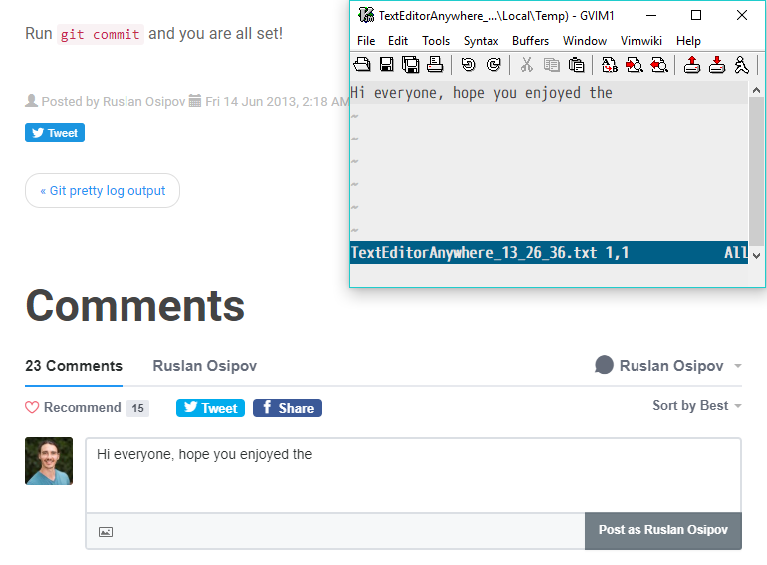 Run git commit and you are all set!
Posted by Ruslan Osipov Fri 14 Jun 2013, 2:18 AM
Tweet
« Git pretty log output
TextEditorAnywhere_...\Local\Temp) - GVIM1
File Edit Tools Syntax Buffers Window Vimwiki Help
Hi everyone, hope you enjoyed the
~
~
~
~
~
~
TextEditorAnywhere_13_26_36.txt 1,1 All
Comments
23 Comments Ruslan Osipov Ruslan Osipov
Recommend 15 Tweet Share Sort by Best
Hi everyone, hope you enjoyed the
Post as Ruslan Osipov